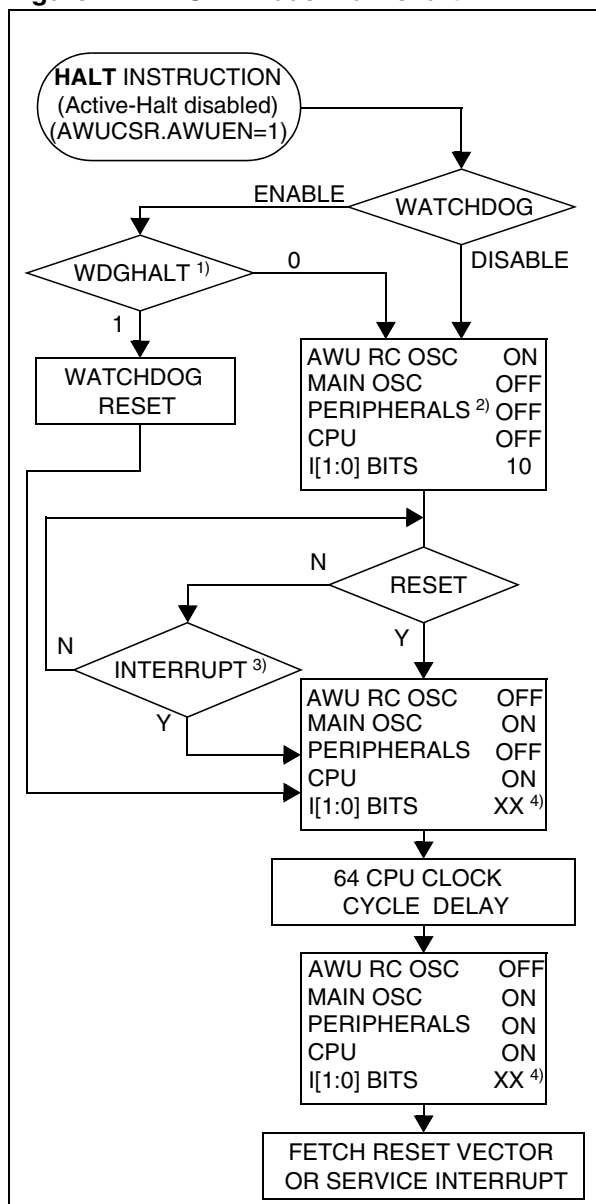 HALT INSTRUCTION
(Active-Halt disabled)
(AWUCSR.AWUEN=1)
ENABLE
WATCHDOG
WDGHALT 1)
0
DISABLE
1
WATCHDOG
RESET
AWU RC OSC ON
MAIN OSC OFF
PERIPHERALS 2) OFF
CPU OFF
I[1:0] BITS 10
N
RESET
N
INTERRUPT 3)
Y
Y
AWU RC OSC OFF
MAIN OSC ON
PERIPHERALS OFF
CPU ON
I[1:0] BITS XX 4)
64 CPU CLOCK
CYCLE DELAY
AWU RC OSC OFF
MAIN OSC ON
PERIPHERALS ON
CPU ON
I[1:0] BITS XX 4)
FETCH RESET VECTOR
OR SERVICE INTERRUPT